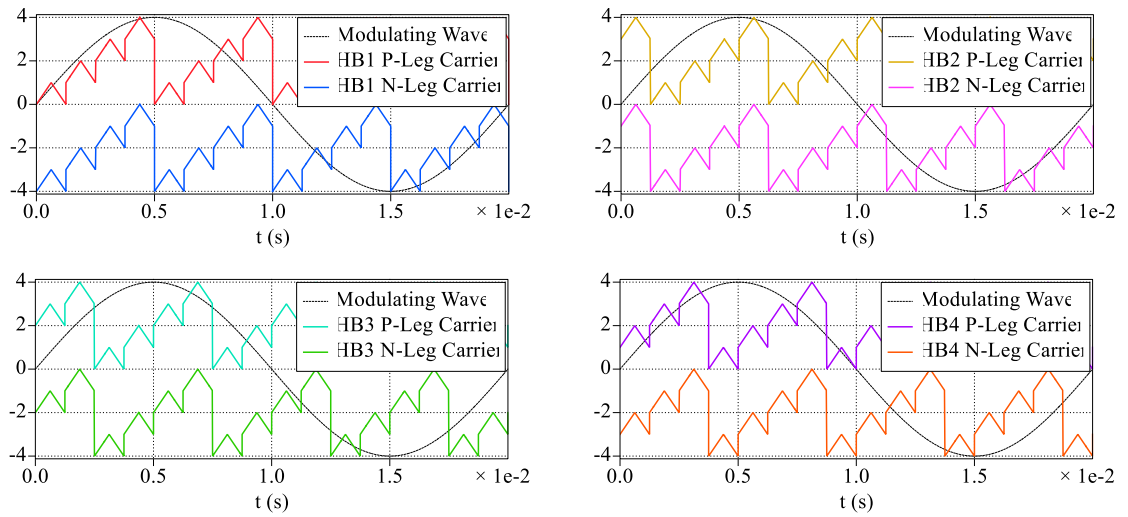 4
2
0
-2
-4
Modulating Wave
HB1 P-Leg Carrier
HB1 N-Leg Carrier
0.0 0.5 1.0 1.5 × 1e-2
t (s)
4
2
0
-2
-4
Modulating Wave
HB2 P-Leg Carrier
HB2 N-Leg Carrier
0.0 0.5 1.0 1.5 × 1e-2
t (s)
4
2
0
-2
-4
Modulating Wave
HB3 P-Leg Carrier
HB3 N-Leg Carrier
0.0 0.5 1.0 1.5 × 1e-2
t (s)
4
2
0
-2
-4
Modulating Wave
HB4 P-Leg Carrier
HB4 N-Leg Carrier
0.0 0.5 1.0 1.5 × 1e-2
t (s)